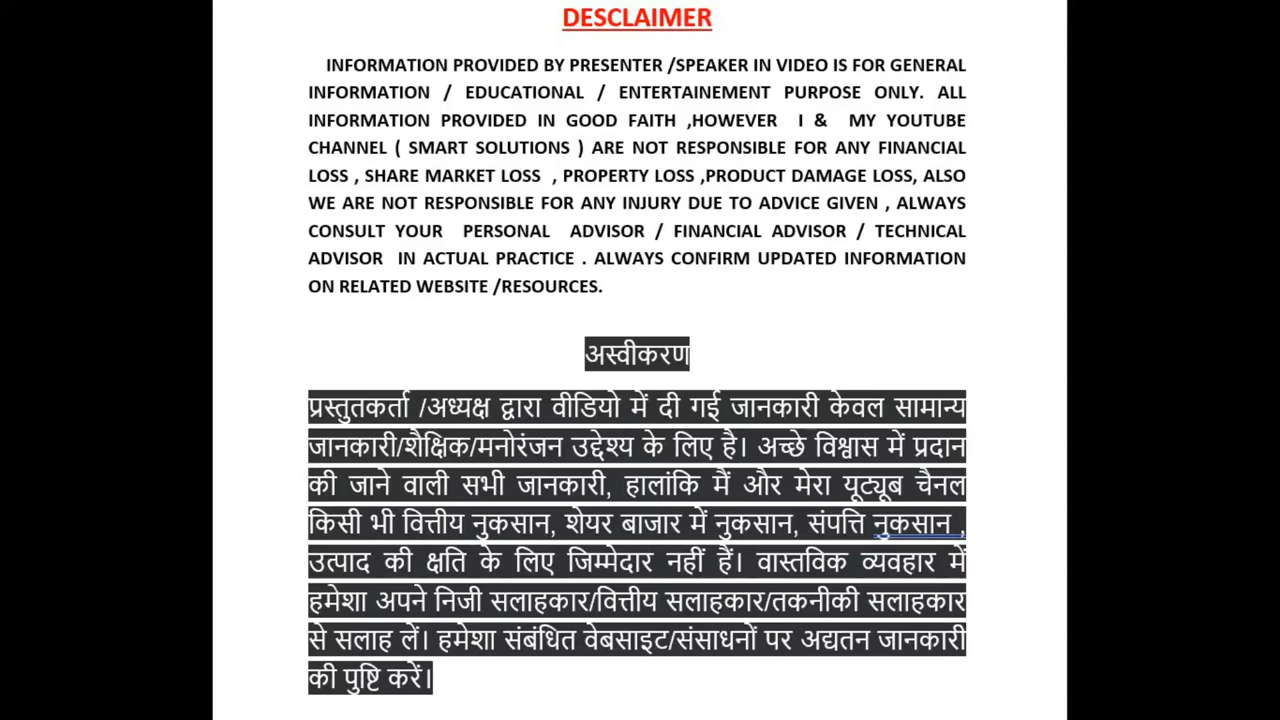 DESCLAIMER
INFORMATION PROVIDED BY PRESENTER /SPEAKER IN VIDEO IS FOR GENERAL
INFORMATION / EDUCATIONAL / ENTERTAINEMENT PURPOSE ONLY. ALL
INFORMATION PROVIDED IN GOOD FAITH ,HOWEVER I & MY YOUTUBE
CHANNEL ( SMART SOLUTIONS ) ARE NOT RESPONSIBLE FOR ANY FINANCIAL
LOSS , SHARE MARKET LOSS , PROPERTY LOSS ,PRODUCT DAMAGE LOSS, ALSO
WE ARE NOT RESPONSIBLE FOR ANY INJURY DUE TO ADVICE GIVEN , ALWAYS
CONSULT YOUR PERSONAL ADVISOR / FINANCIAL ADVISOR / TECHNICAL
ADVISOR IN ACTUAL PRACTICE . ALWAYS CONFIRM UPDATED INFORMATION
ON RELATED WEBSITE /RESOURCES.
अस्वीकरण
प्रस्तुतकर्ता /अध्यक्ष द्वारा वीडियो में दी गई जानकारी केवल सामान्य
जानकारी/शैक्षिक/मनोरंजन उद्देश्य के लिए है। अच्छे विश्वास में प्रदान
की जाने वाली सभी जानकारी, हालांकि मैं और मेरा यूट्यूब चैनल
किसी भी वित्तीय नुकसान, शेयर बाजार में नुकसान, संपत्ति नुकसान ,
उत्पाद की क्षति के लिए जिम्मेदार नहीं हैं। वास्तविक व्यवहार में
हमेशा अपने निजी सलाहकार/वित्तीय सलाहकार/तकनीकी सलाहकार
से सलाह लें। हमेशा संबंधित वेबसाइट/संसाधनों पर अद्यतन जानकारी
की पुष्टि करें।